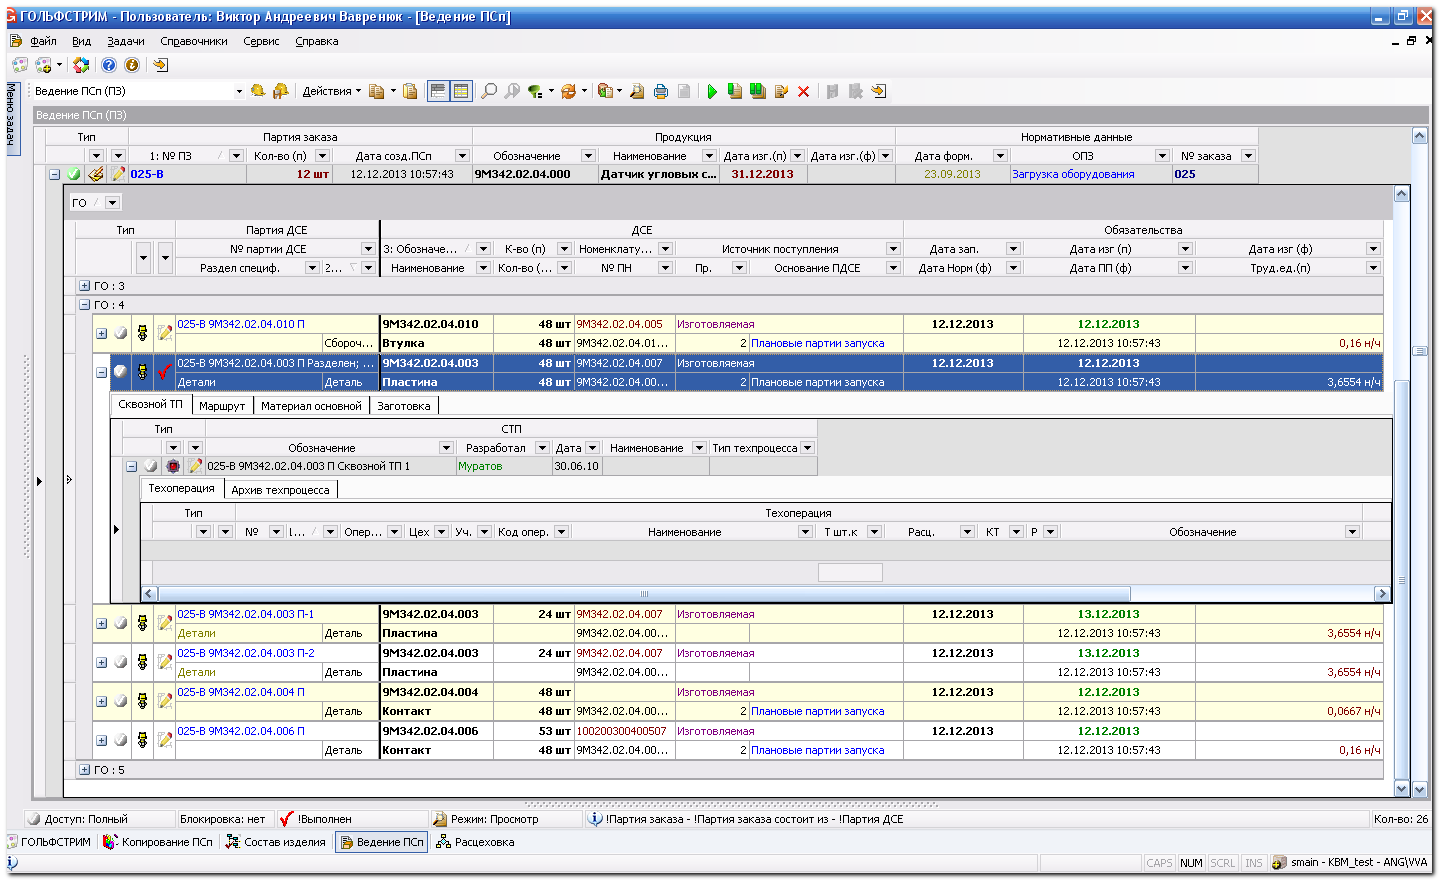 ГОЛЬФСТРИМ - Пользователь: Виктор Андреевич Вавренюк - [Ведение ПСп]
Файл Вид Задачи Справочники Сервис Справка
Меню задач
Ведение ПСп (ПЗ) Действия
Ведение ПСп (ПЗ)
Тип Партия заказа Продукция Нормативные данные
1: № ПЗ Кол-во (п) Дата созд.ПСп Обозначение Наименование Дата изг.(п) Дата изг.(ф) Дата форм. ОПЗ № заказа
025-В 12 шт 12.12.2013 10:57:43 9М342.02.04.000 Датчик угловых с... 31.12.2013 23.09.2013 Загрузка оборудования 025
ГО
Тип Партия ДСЕ ДСЕ Обязательства
№ партии ДСЕ 3: Обозначе... К-во (п) Номенклату... Источник поступления Дата зап. Дата изг (п) Дата изг (ф)
Раздел специф. 2... Наименование Кол-во (... № ПН Пр. Основание ПДСЕ Дата Норм (ф) Дата ПП (ф) Труд.ед.(п)
ГО : 3
ГО : 4
025-В 9М342.02.04.010 П 9М342.02.04.010 48 шт 9М342.02.04.005 Изготовляемая 12.12.2013 12.12.2013
Сбороч... Втулка 48 шт 9М342.02.04.01... 2 Плановые партии запуска 12.12.2013 10:57:43 0,16 н/ч
025-В 9М342.02.04.003 П Разделен; ... 9М342.02.04.003 48 шт 9М342.02.04.007 Изготовляемая 12.12.2013 12.12.2013
Детали Деталь Пластина 48 шт 9М342.02.04.00... 2 Плановые партии запуска 12.12.2013 10:57:43 3,6554 н/ч
Сквозной ТП Маршрут Материал основной Заготовка
Тип СТП
Обозначение Разработал Дата Наименование Тип техпроцесса
025-В 9М342.02.04.003 П Сквозной ТП 1 Муратов 30.06.10
Техоперация Архив техпроцесса
Тип Техоперация
№ I... Опер... Цех Уч. Код опер. Наименование Т шт.к Расц. КТ Р Обозначение
025-В 9М342.02.04.003 П-1 9М342.02.04.003 24 шт 9М342.02.04.007 Изготовляемая 12.12.2013 13.12.2013
Детали Деталь Пластина 9М342.02.04.00... 12.12.2013 10:57:43 3,6554 н/ч
025-В 9М342.02.04.003 П-2 9М342.02.04.003 24 шт 9М342.02.04.007 Изготовляемая 12.12.2013 13.12.2013
Детали Деталь Пластина 9М342.02.04.00... 12.12.2013 10:57:43 3,6554 н/ч
025-В 9М342.02.04.004 П 9М342.02.04.004 48 шт Изготовляемая 12.12.2013 12.12.2013
Деталь Контакт 48 шт 9М342.02.04.00... 2 Плановые партии запуска 12.12.2013 10:57:43 0,0667 н/ч
025-В 9М342.02.04.006 П 9М342.02.04.006 53 шт 100200300400507 Изготовляемая 12.12.2013 12.12.2013
Деталь Контакт 48 шт 9М342.02.04.00... 2 Плановые партии запуска 12.12.2013 10:57:43 0,16 н/ч
ГО : 5
Доступ: Полный Блокировка: нет !Выполнен Режим: Просмотр !Партия заказа - !Партия заказа состоит из - !Партия ДСЕ Кол-во: 26
ГОЛЬФСТРИМ Копирование ПСп Состав изделия Ведение ПСп Расцеховка
CAPS NUM SCRL INS smain - KBM_test - ANG\VVA